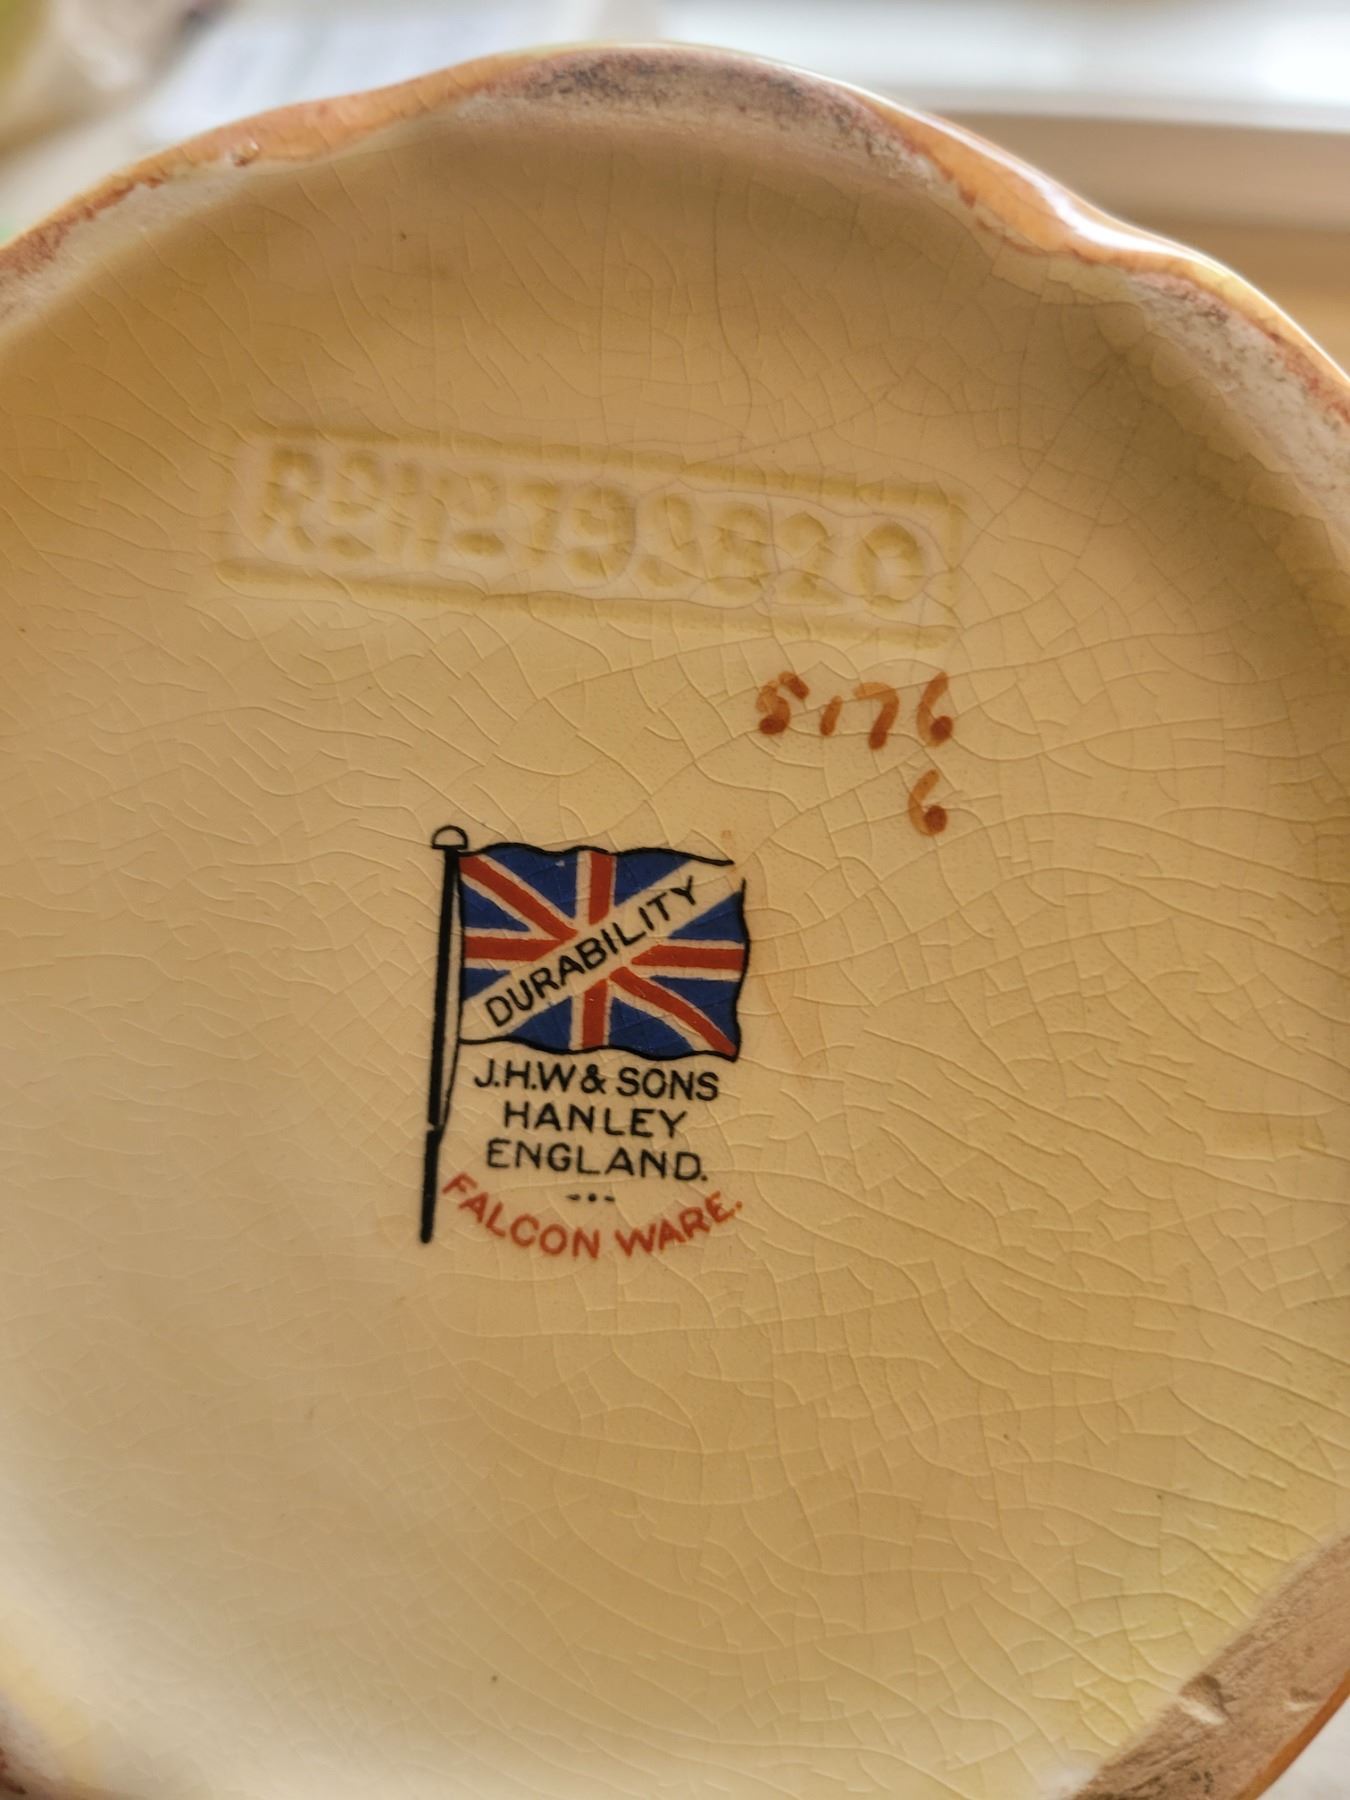 5176
6
DURABILITY
J.H.W & SONS
HANLEY
ENGLAND.
FALCON WARE.